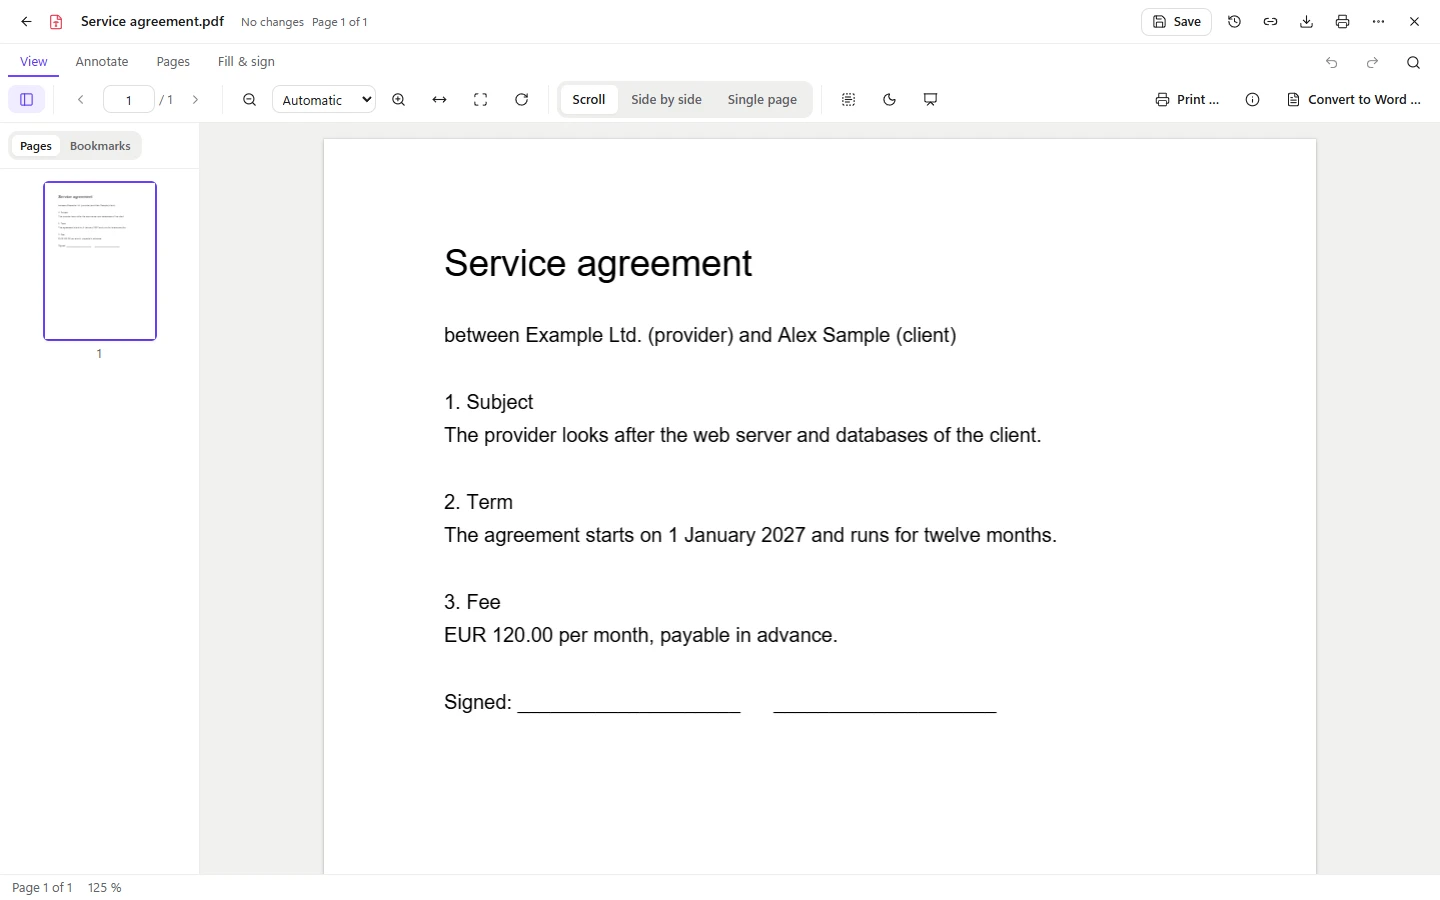 Service agreement.pdf No changes Page 1 of 1 Save
View Annotate Pages Fill & sign
1 / 1 Automatic Scroll Side by side Single page Print ... Convert to Word ...
Pages Bookmarks
1
Service agreement
between Example Ltd. (provider) and Alex Sample (client)
1. Subject
The provider looks after the web server and databases of the client.
2. Term
The agreement starts on 1 January 2027 and runs for twelve months.
3. Fee
EUR 120.00 per month, payable in advance.
Signed: ____________________ ____________________
Page 1 of 1 125 %